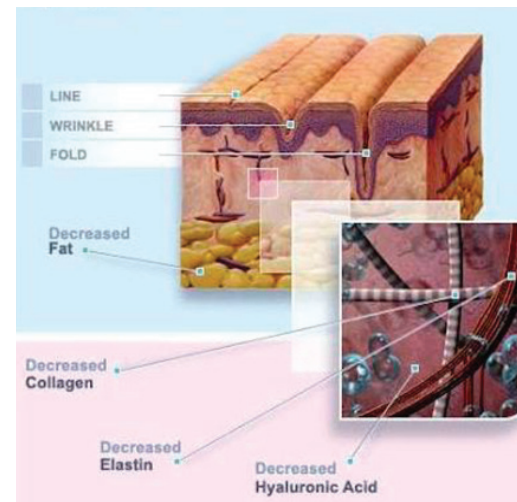 LINE
WRINKLE
FOLD
Decreased
Fat
Decreased
Collagen
Decreased
Elastin
Decreased
Hyaluronic Acid